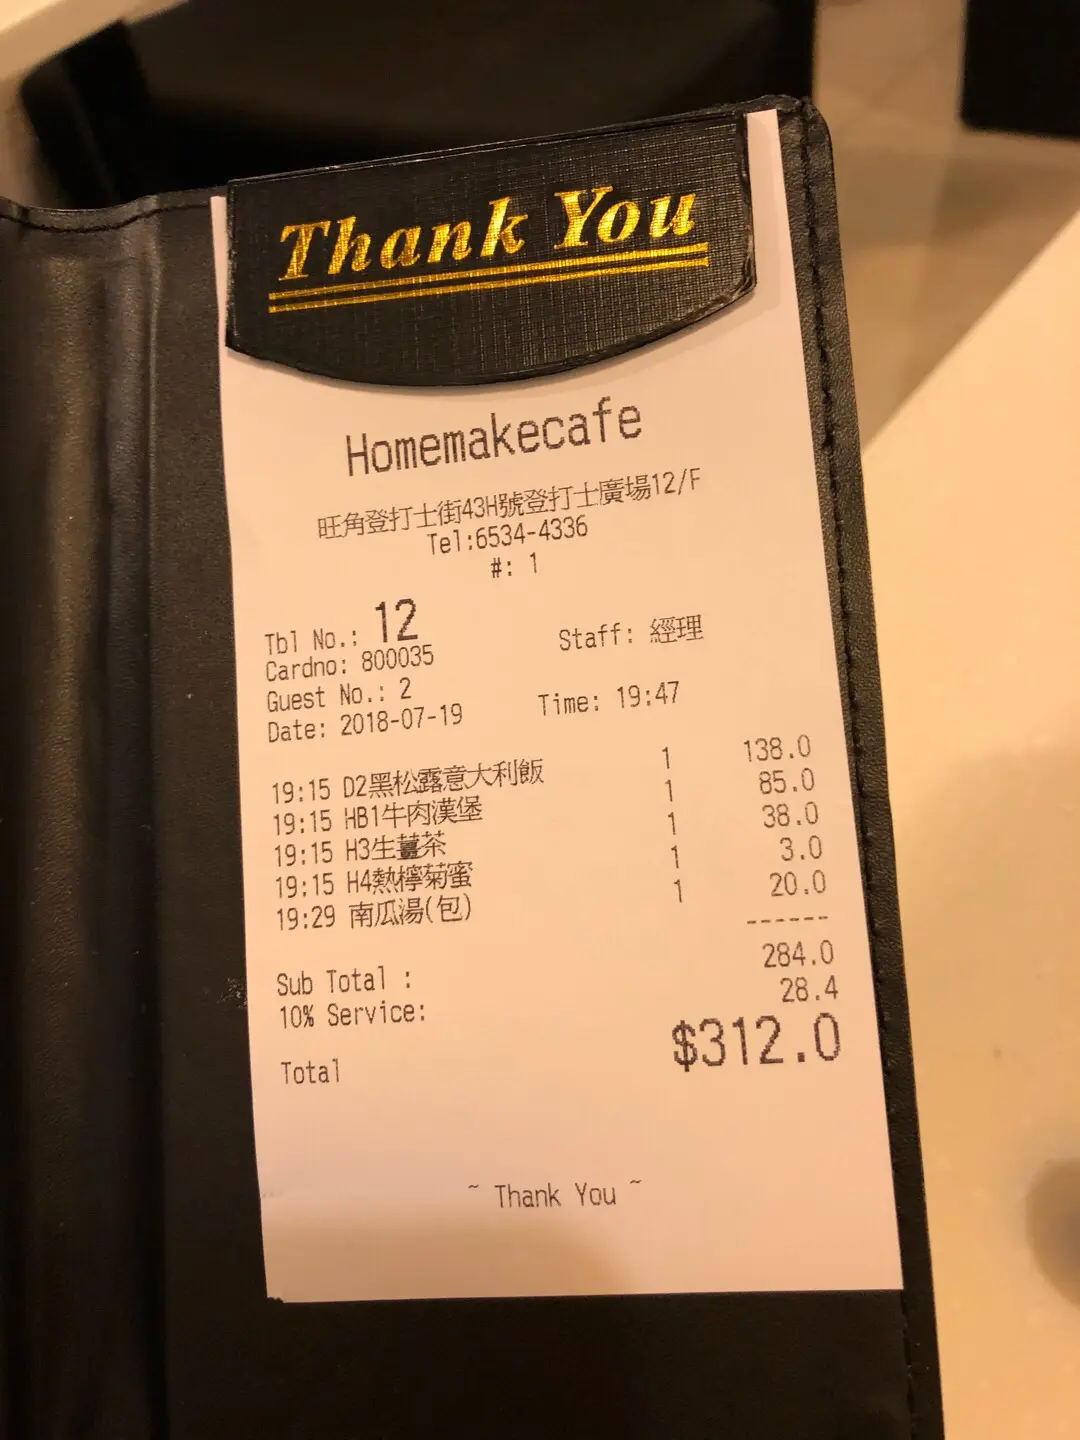 Thank You
Homemakecafe
旺角登打士街43H號登打士廣場12/F
Tel:6534-4336
#: 1
Tbl No.: 12 Staff: 經理
Cardno: 800035
Guest No.: 2
Date: 2018-07-19 Time: 19:47
19:15 D2黑松露意大利飯 1 138.0
19:15 HB1牛肉漢堡 1 85.0
19:15 H3生薑茶 1 38.0
19:15 H4熱檸菊蜜 1 3.0
19:29 南瓜湯(包) 1 20.0
------
Sub Total : 284.0
10% Service: 28.4
Total $312.0
~ Thank You ~